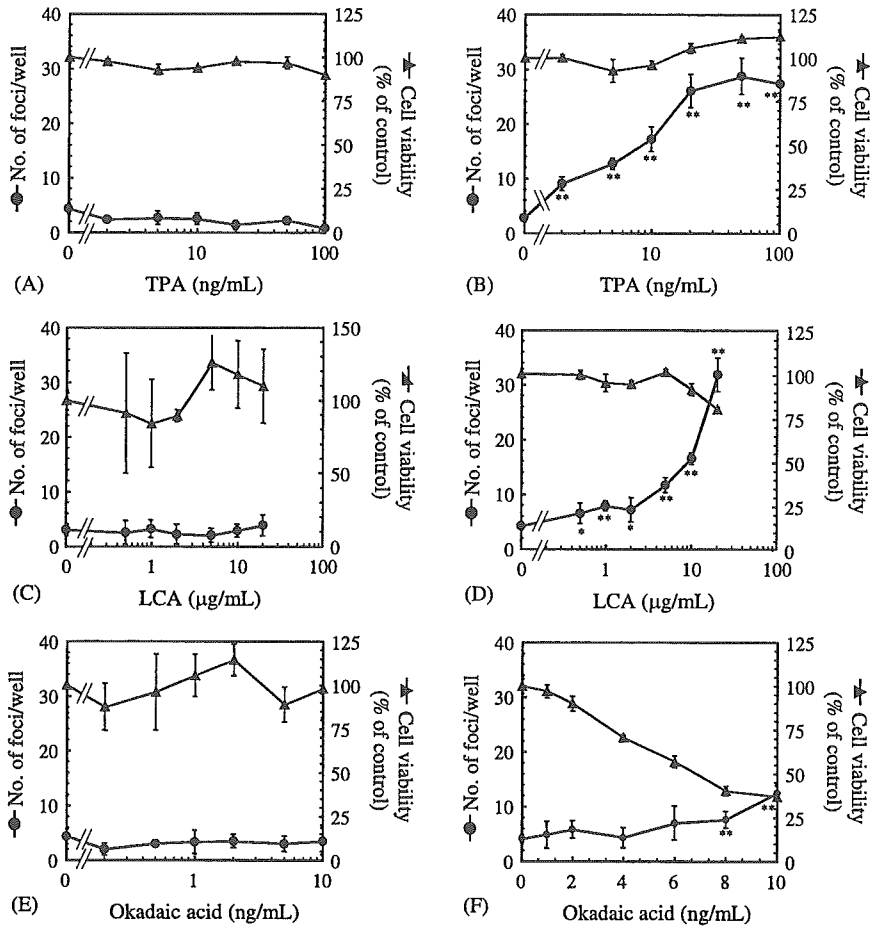 40
30
20
10
0
No. of foci/well
125
100
75
50
25
0
Cell viability
(% of control)
0 10 100
(A) TPA (ng/mL)
40
30
20
10
0
No. of foci/well
125
100
75
50
25
0
Cell viability
(% of control)
** ** ** ** ** **
0 10 100
(B) TPA (ng/mL)
40
30
20
10
0
No. of foci/well
150
100
50
0
Cell viability
(% of control)
0 1 10 100
(C) LCA (μg/mL)
40
30
20
10
0
No. of foci/well
125
100
75
50
25
0
Cell viability
(% of control)
* ** * ** ** **
0 1 10 100
(D) LCA (μg/mL)
40
30
20
10
0
No. of foci/well
125
100
75
50
25
0
Cell viability
(% of control)
0 1 10
(E) Okadaic acid (ng/mL)
40
30
20
10
0
No. of foci/well
125
100
75
50
25
0
Cell viability
(% of control)
** **
0 2 4 6 8 10
(F) Okadaic acid (ng/mL)